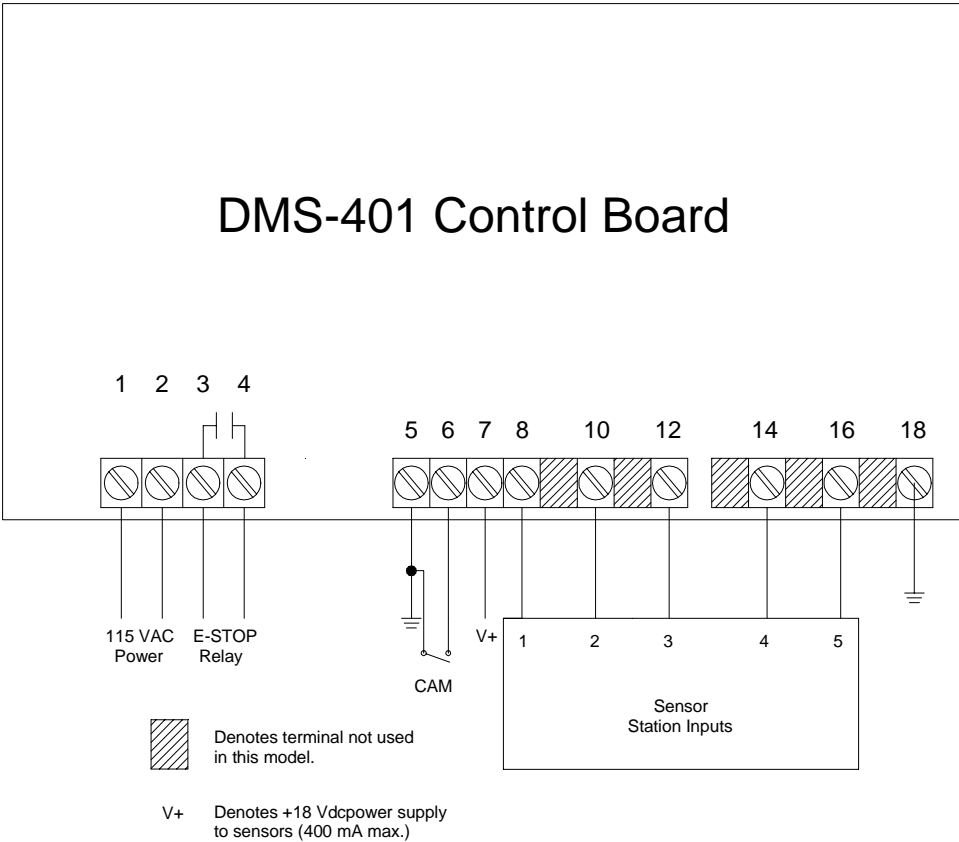 DMS-401 Control Board
1 2 3 4
5 6 7 8 10 12 14 16 18
115 VAC
Power
E-STOP
Relay
V+
CAM
1 2 3 4 5
Sensor
Station Inputs
Denotes terminal not used
in this model.
V+ Denotes +18 Vdcpower supply
to sensors (400 mA max.)